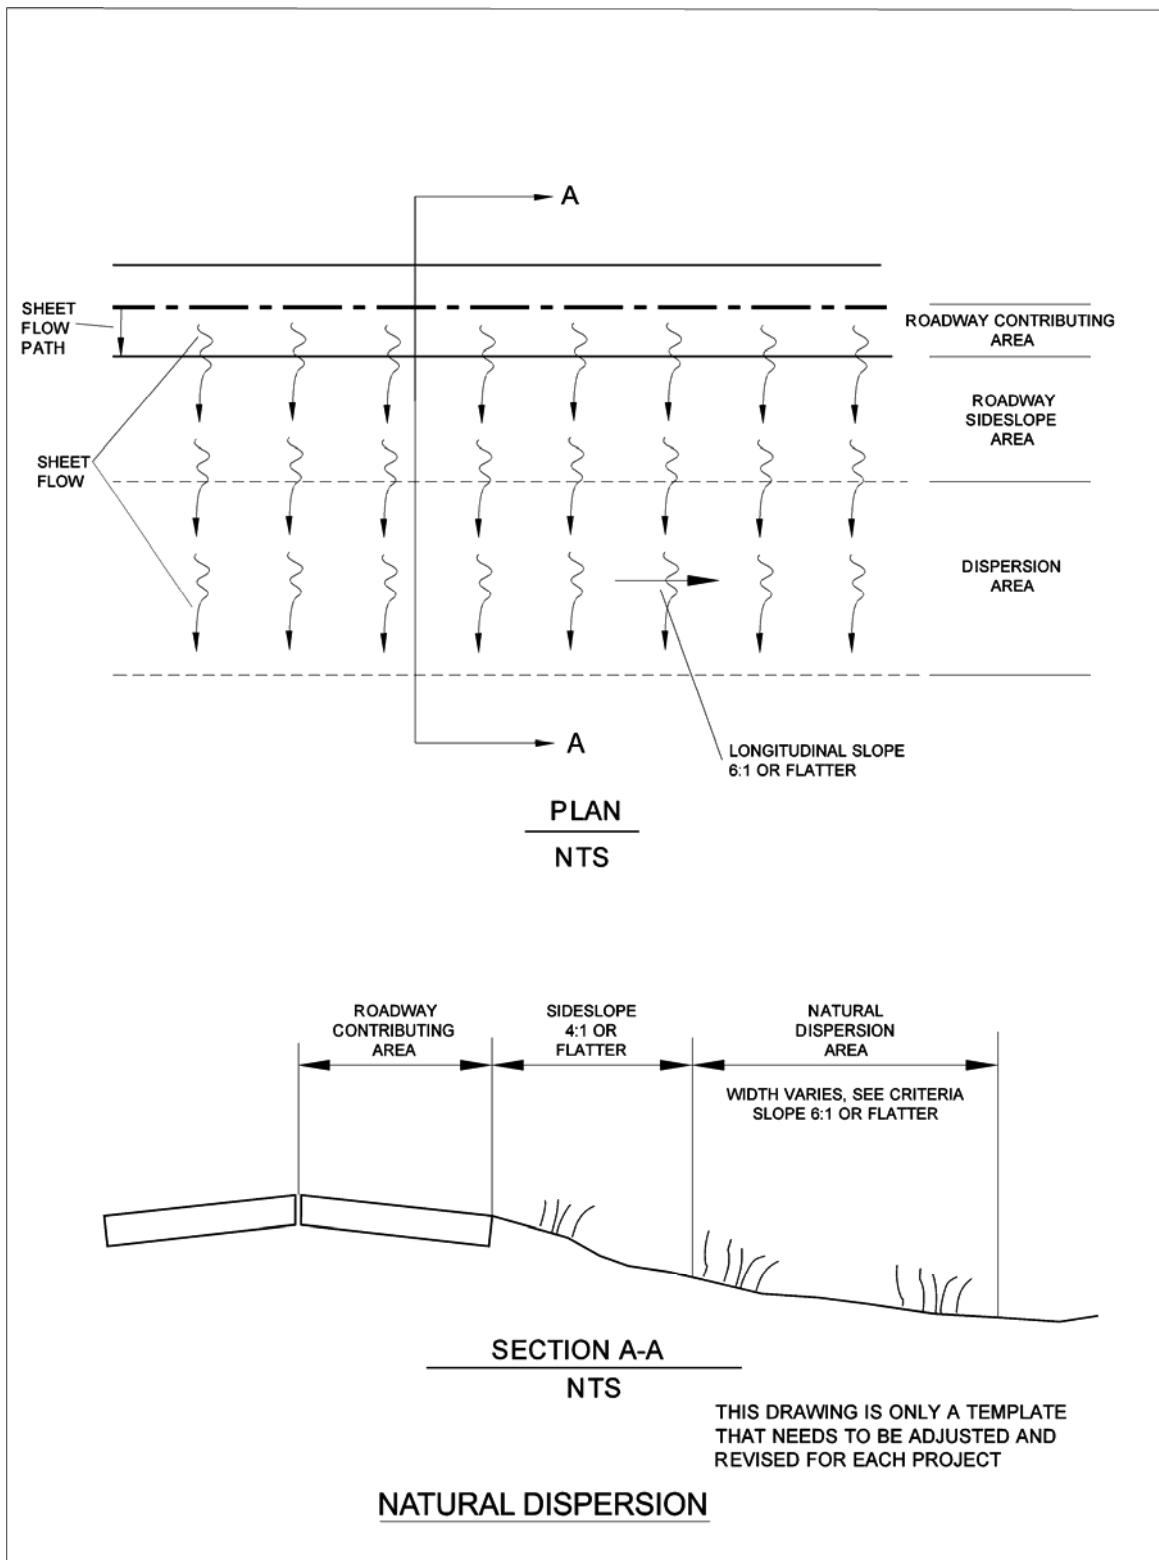 A
SHEET
FLOW
PATH
ROADWAY CONTRIBUTING
AREA
ROADWAY
SIDESLOPE
AREA
SHEET
FLOW
DISPERSION
AREA
A
LONGITUDINAL SLOPE
6:1 OR FLATTER
PLAN
NTS
ROADWAY
CONTRIBUTING
AREA
SIDESLOPE
4:1 OR
FLATTER
NATURAL
DISPERSION
AREA
WIDTH VARIES, SEE CRITERIA
SLOPE 6:1 OR FLATTER
SECTION A-A
NTS
THIS DRAWING IS ONLY A TEMPLATE
THAT NEEDS TO BE ADJUSTED AND
REVISED FOR EACH PROJECT
NATURAL DISPERSION